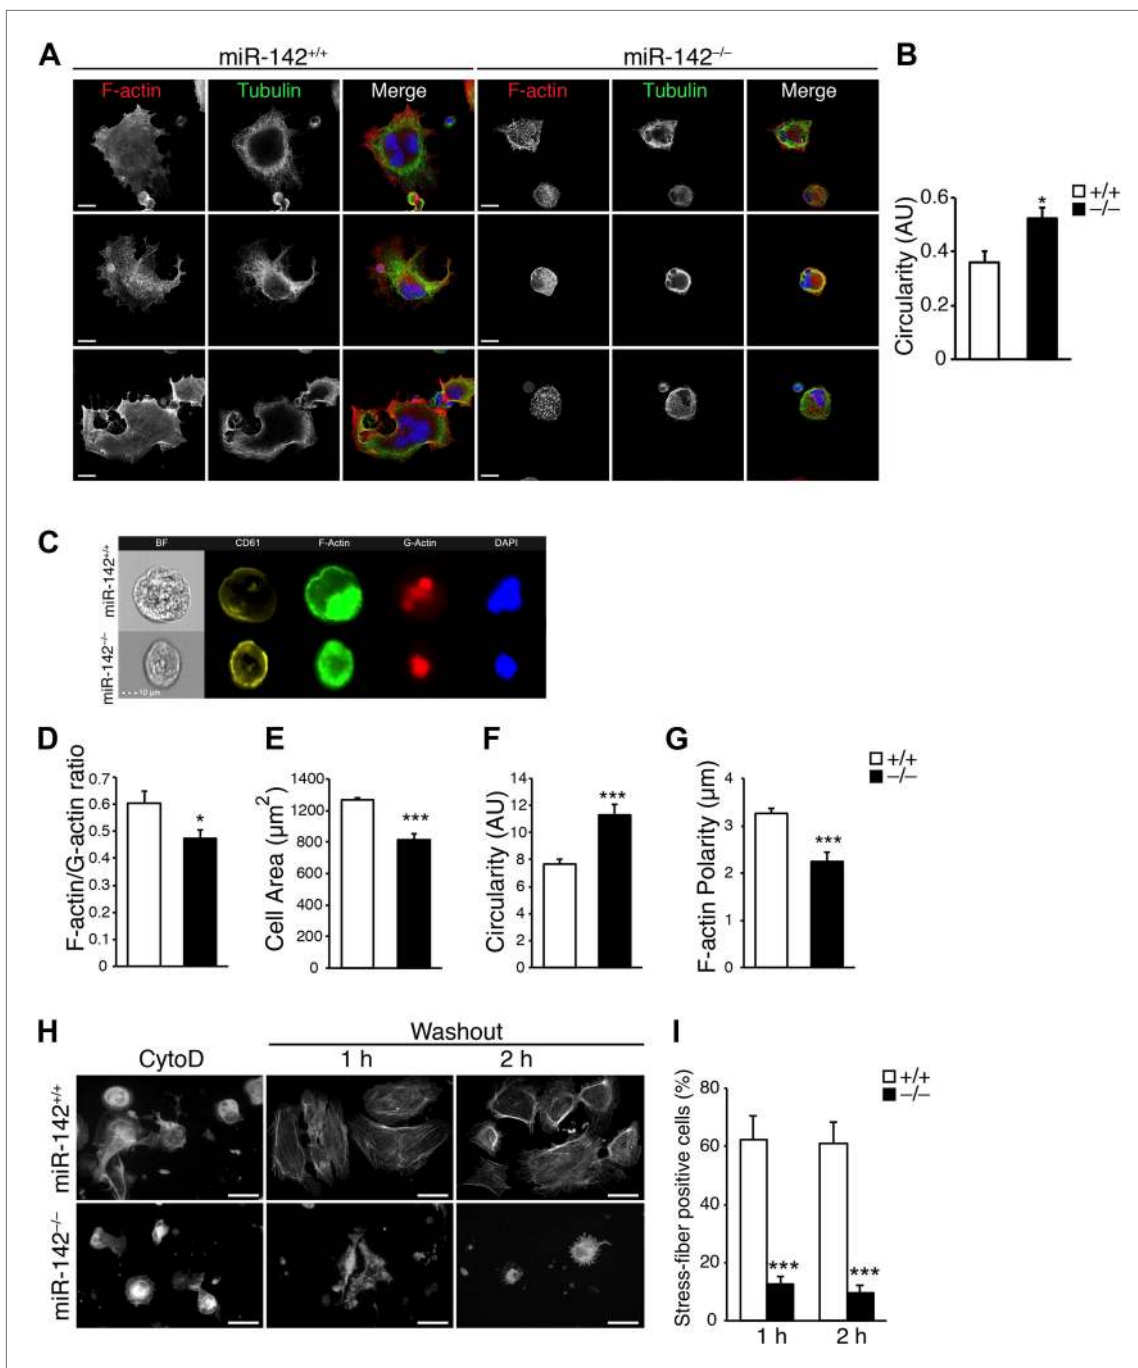 A
miR-142+/+
miR-142–/–
B
F-actin
Tubulin
Merge
F-actin
Tubulin
Merge
+/+
–/–
*
0.6
0.4
0.2
0
Circularity (AU)
C
BF
CD61
F-Actin
G-Actin
DAPI
miR-142+/+
miR-142–/–
10 µm
D
F-actin/G-actin ratio
0.7
0.6
0.5
0.4
0.3
0.2
0.1
0
*
E
Cell Area (µm2)
1400
1200
1000
800
600
400
200
0
***
F
Circularity (AU)
14
12
10
8
6
4
2
0
***
G
F-actin Polarity (µm)
4
3
2
1
0
***
+/+
–/–
H
Washout
CytoD
1 h
2 h
miR-142+/+
miR-142–/–
I
Stress-fiber positive cells (%)
80
60
40
20
0
***
***
1 h
2 h
+/+
–/–